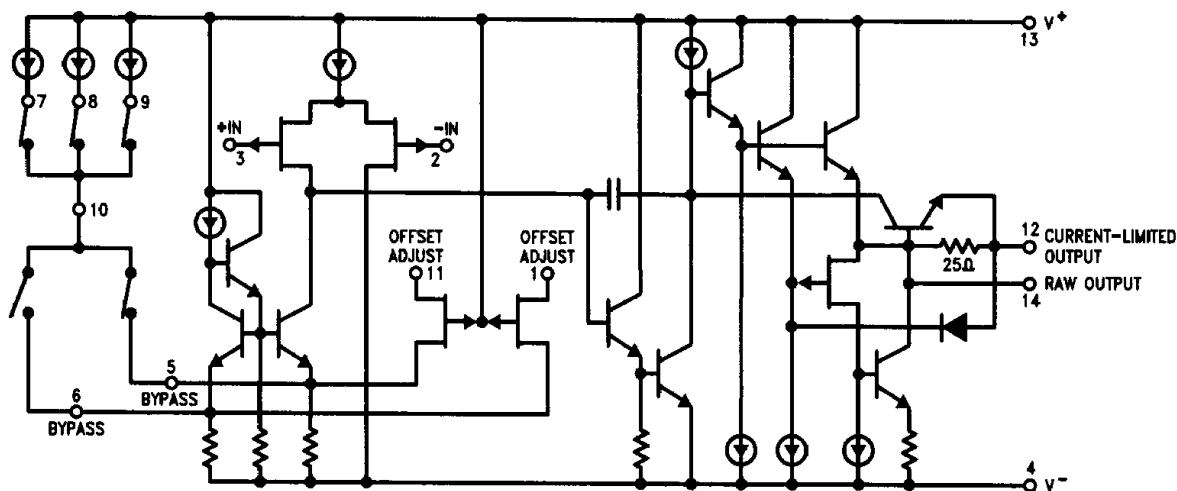 V+
13
7
8
9
+IN
3
-IN
2
10
OFFSET
ADJUST
11
OFFSET
ADJUST
1
12
CURRENT-LIMITED
OUTPUT
25Ω
RAW OUTPUT
14
5
BYPASS
6
BYPASS
4
V-